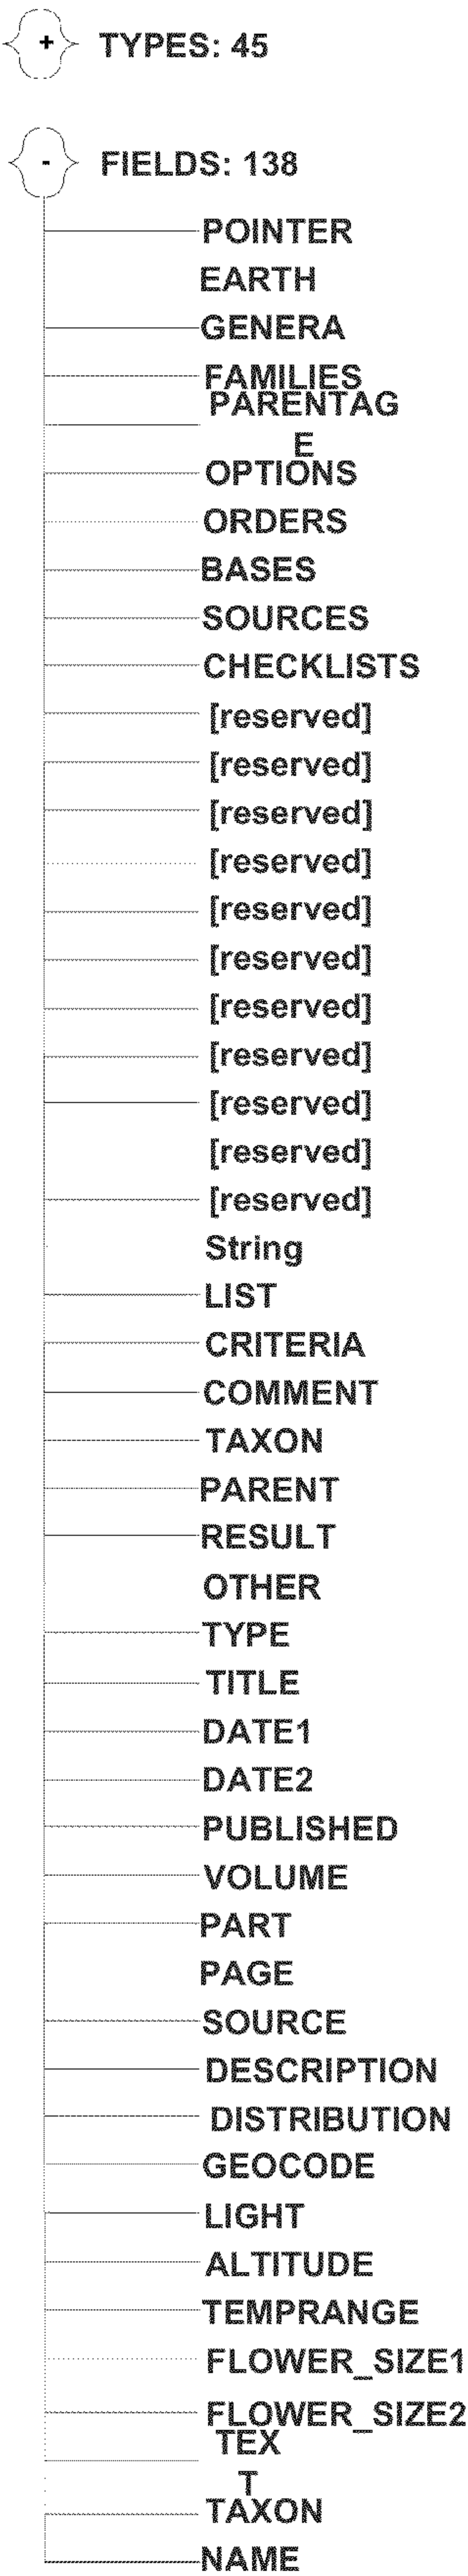 + TYPES: 45
- FIELDS: 138
POINTER
EARTH
GENERA
FAMILIES
PARENTAG
E
OPTIONS
ORDERS
BASES
SOURCES
CHECKLISTS
[reserved]
[reserved]
[reserved]
[reserved]
[reserved]
[reserved]
[reserved]
[reserved]
[reserved]
[reserved]
[reserved]
String
LIST
CRITERIA
COMMENT
TAXON
PARENT
RESULT
OTHER
TYPE
TITLE
DATE1
DATE2
PUBLISHED
VOLUME
PART
PAGE
SOURCE
DESCRIPTION
DISTRIBUTION
GEOCODE
LIGHT
ALTITUDE
TEMPRANGE
FLOWER_SIZE1
FLOWER_SIZE2
TEX
T
TAXON
NAME